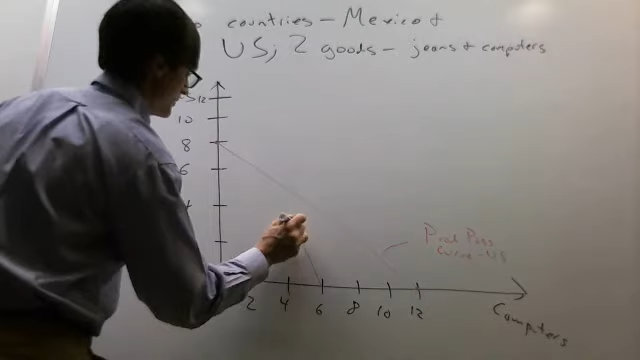 countries - Mexico +
US; 2 goods - jeans + computers
12
10
8
6
4
Prod Poss
Curve - US
2 4 6 8 10 12
Computers